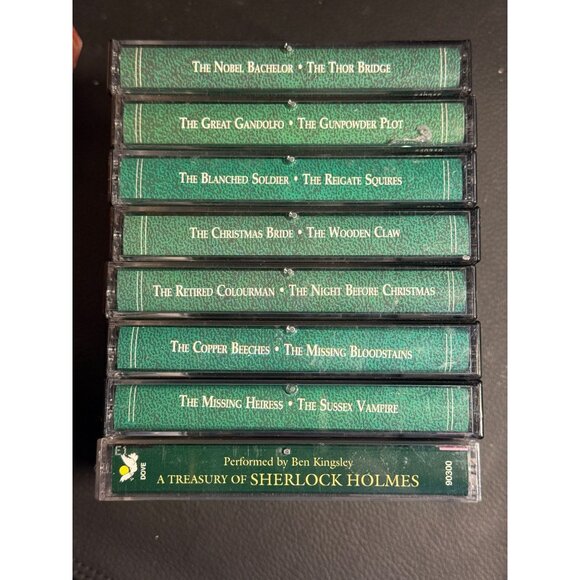 THE NOBEL BACHELOR • THE THOR BRIDGE
THE GREAT GANDOLFO • THE GUNPOWDER PLOT
THE BLANCHED SOLDIER • THE REIGATE SQUIRES
THE CHRISTMAS BRIDE • THE WOODEN CLAW
THE RETIRED COLOURMAN • THE NIGHT BEFORE CHRISTMAS
THE COPPER BEECHES • THE MISSING BLOODSTAINS
THE MISSING HEIRESS • THE SUSSEX VAMPIRE
DOVE
Performed by Ben Kingsley
A TREASURY OF SHERLOCK HOLMES
90300